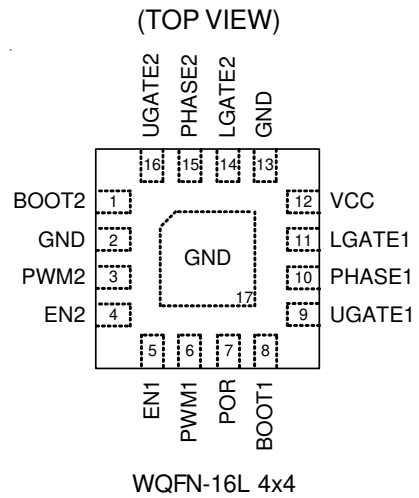 (TOP VIEW)
UGATE2
PHASE2
LGATE2
GND
16 15 14 13
BOOT2 1
GND 2
PWM2 3
EN2 4
GND
17
12 VCC
11 LGATE1
10 PHASE1
9 UGATE1
5 6 7 8
EN1
PWM1
POR
BOOT1
WQFN-16L 4x4